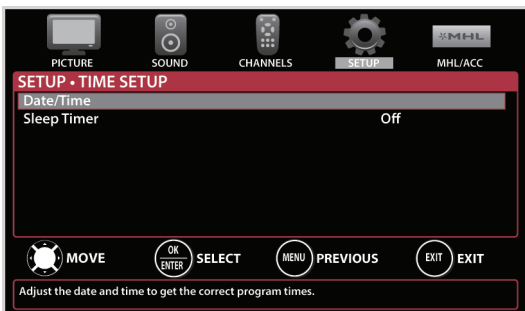 MHL
PICTURE SOUND CHANNELS SETUP MHL/ACC
SETUP • TIME SETUP
Date/Time
Sleep Timer Off
MOVE OK ENTER SELECT MENU PREVIOUS EXIT EXIT
Adjust the date and time to get the correct program times.